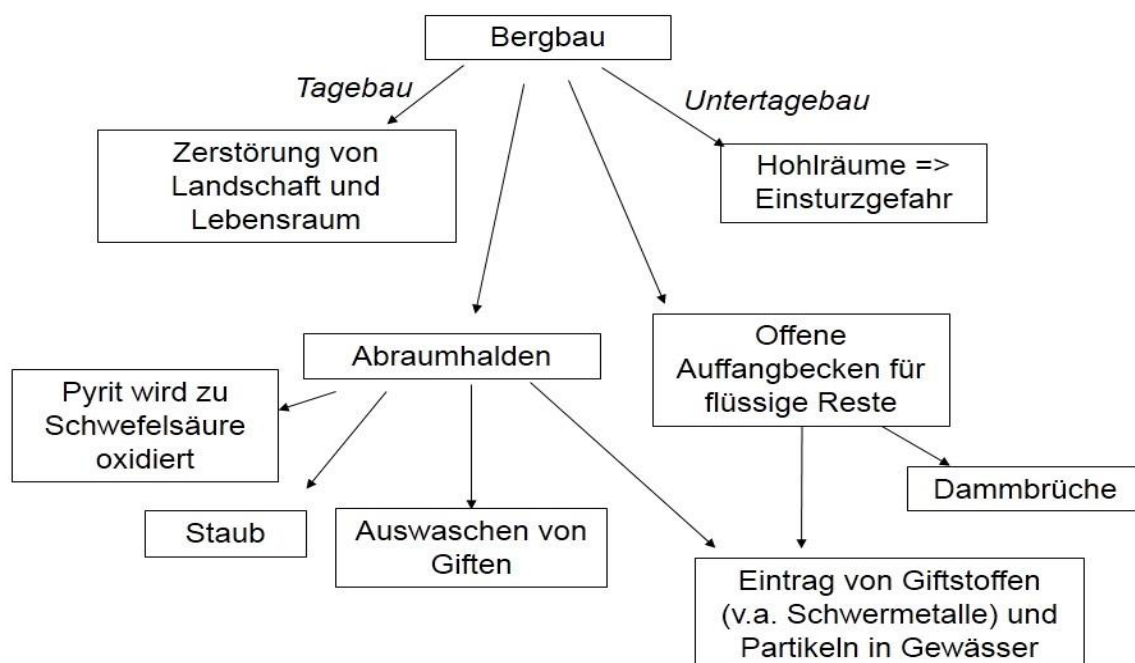 Bergbau
Tagebau
Untertagebau
Zerstörung von
Landschaft und
Lebensraum
Hohlräume =>
Einsturzgefahr
Abraumhalden
Offene
Auffangbecken für
flüssige Reste
Pyrit wird zu
Schwefelsäure
oxidiert
Staub
Auswaschen von
Giften
Dammbrüche
Eintrag von Giftstoffen
(v.a. Schwermetalle) und
Partikeln in Gewässer